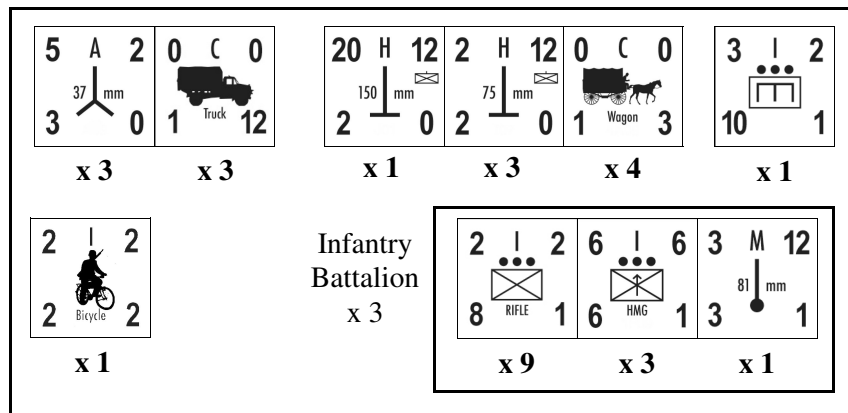 5 A 2 0 C 0 20 H 12 2 H 12 0 C 0 3 I 2
37 mm 150 mm 75 mm
Truck Wagon
3 0 1 12 2 0 2 0 1 3 10 1
x 3 x 3 x 1 x 3 x 4 x 1
2 I 2 Infantry 2 I 2 6 I 6 3 M 12
Battalion 81 mm
Bicycle x 3 RIFLE HMG
2 2 8 1 6 1 3 1
x 1 x 9 x 3 x 1